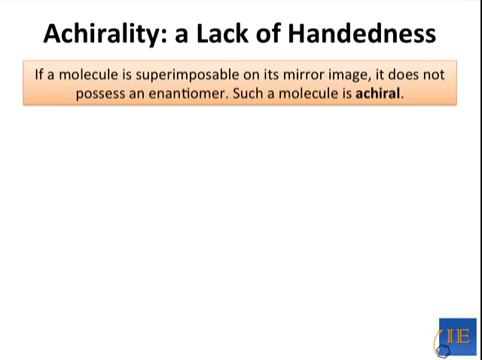 Achirality: a Lack of Handedness
If a molecule is superimposable on its mirror image, it does not
possess an enantiomer. Such a molecule is achiral.
IE